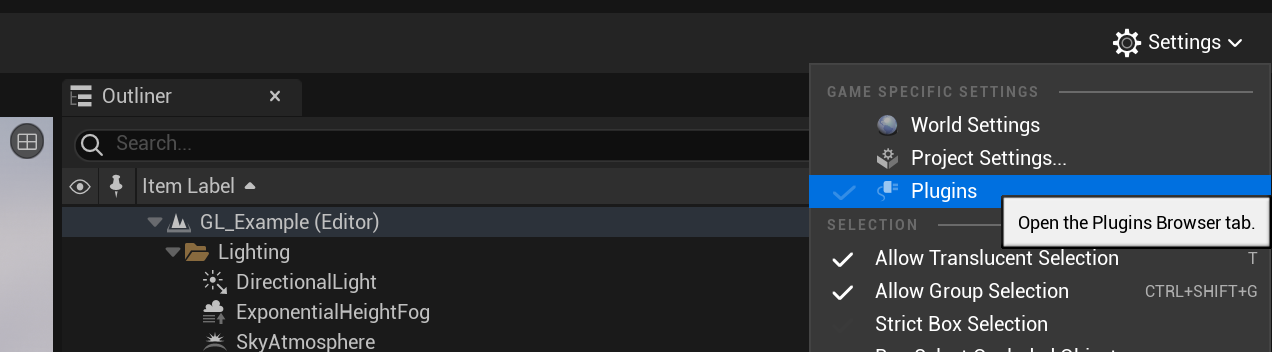 Settings
Outliner
GAME SPECIFIC SETTINGS
Search...
World Settings
Project Settings...
Item Label
Plugins
Open the Plugins Browser tab.
GL_Example (Editor)
SELECTION
Lighting
Allow Translucent Selection T
DirectionalLight
Allow Group Selection CTRL+SHIFT+G
ExponentialHeightFog
Strict Box Selection
SkyAtmosphere